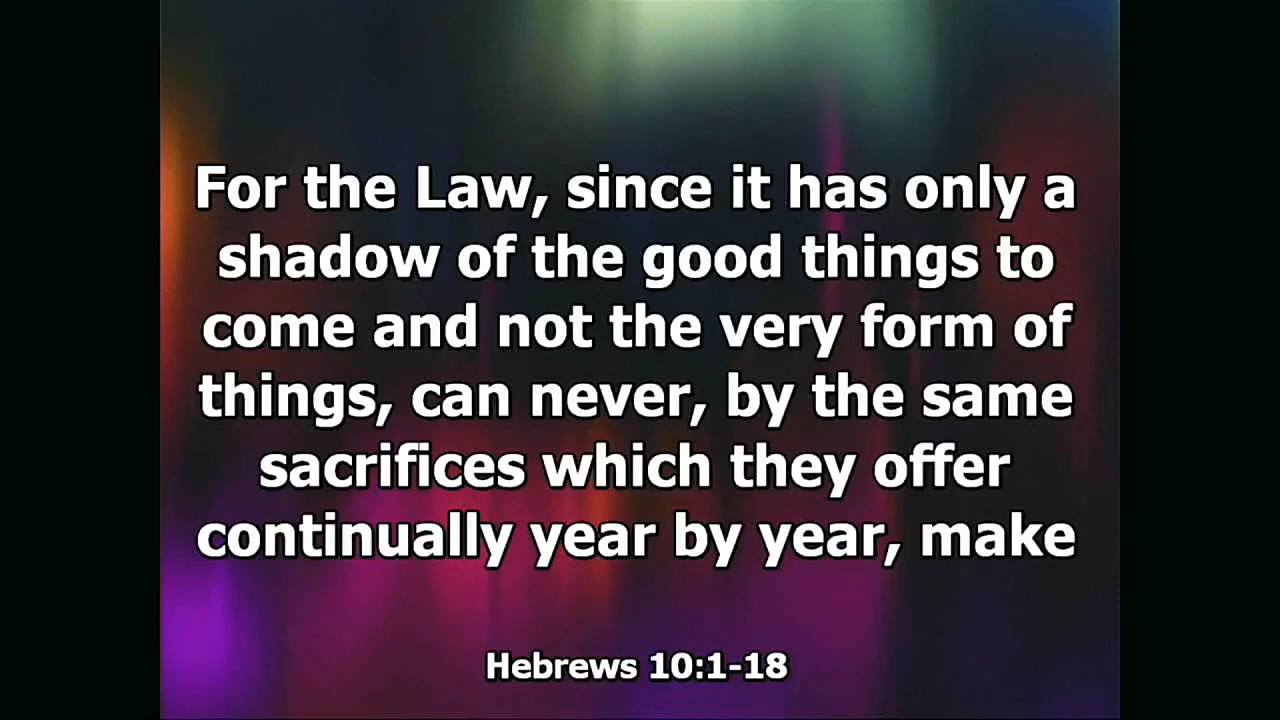 For the Law, since it has only a
shadow of the good things to
come and not the very form of
things, can never, by the same
sacrifices which they offer
continually year by year, make
Hebrews 10:1-18